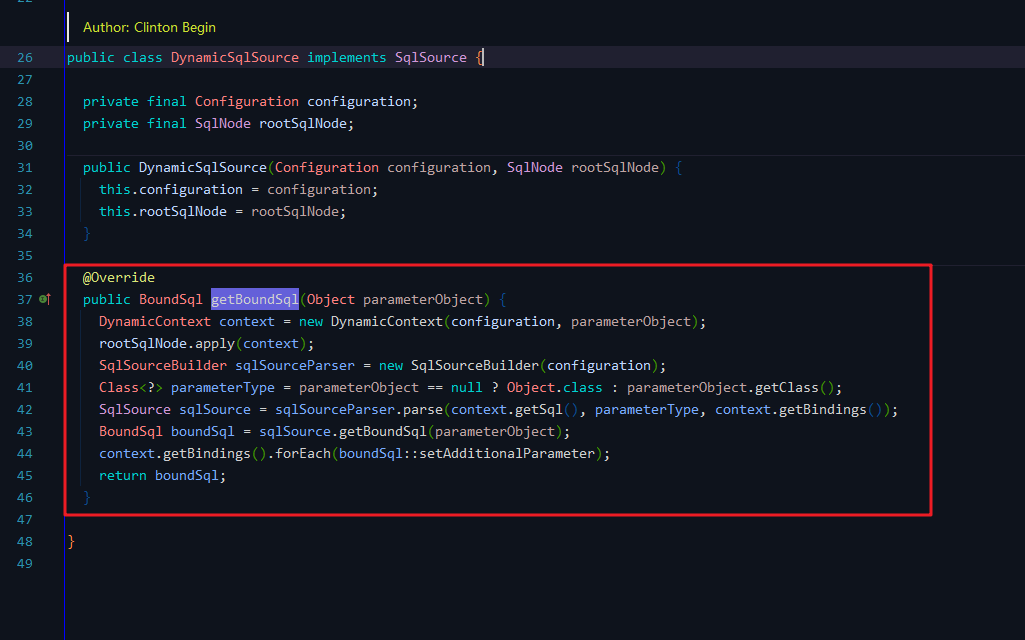 Author: Clinton Begin
26 public class DynamicSqlSource implements SqlSource {
27
28 private final Configuration configuration;
29 private final SqlNode rootSqlNode;
30
31 public DynamicSqlSource(Configuration configuration, SqlNode rootSqlNode) {
32 this.configuration = configuration;
33 this.rootSqlNode = rootSqlNode;
34 }
35
36 @Override
37 public BoundSql getBoundSql(Object parameterObject) {
38 DynamicContext context = new DynamicContext(configuration, parameterObject);
39 rootSqlNode.apply(context);
40 SqlSourceBuilder sqlSourceParser = new SqlSourceBuilder(configuration);
41 Class<?> parameterType = parameterObject == null ? Object.class : parameterObject.getClass();
42 SqlSource sqlSource = sqlSourceParser.parse(context.getSql(), parameterType, context.getBindings());
43 BoundSql boundSql = sqlSource.getBoundSql(parameterObject);
44 context.getBindings().forEach(boundSql::setAdditionalParameter);
45 return boundSql;
46 }
47
48 }
49